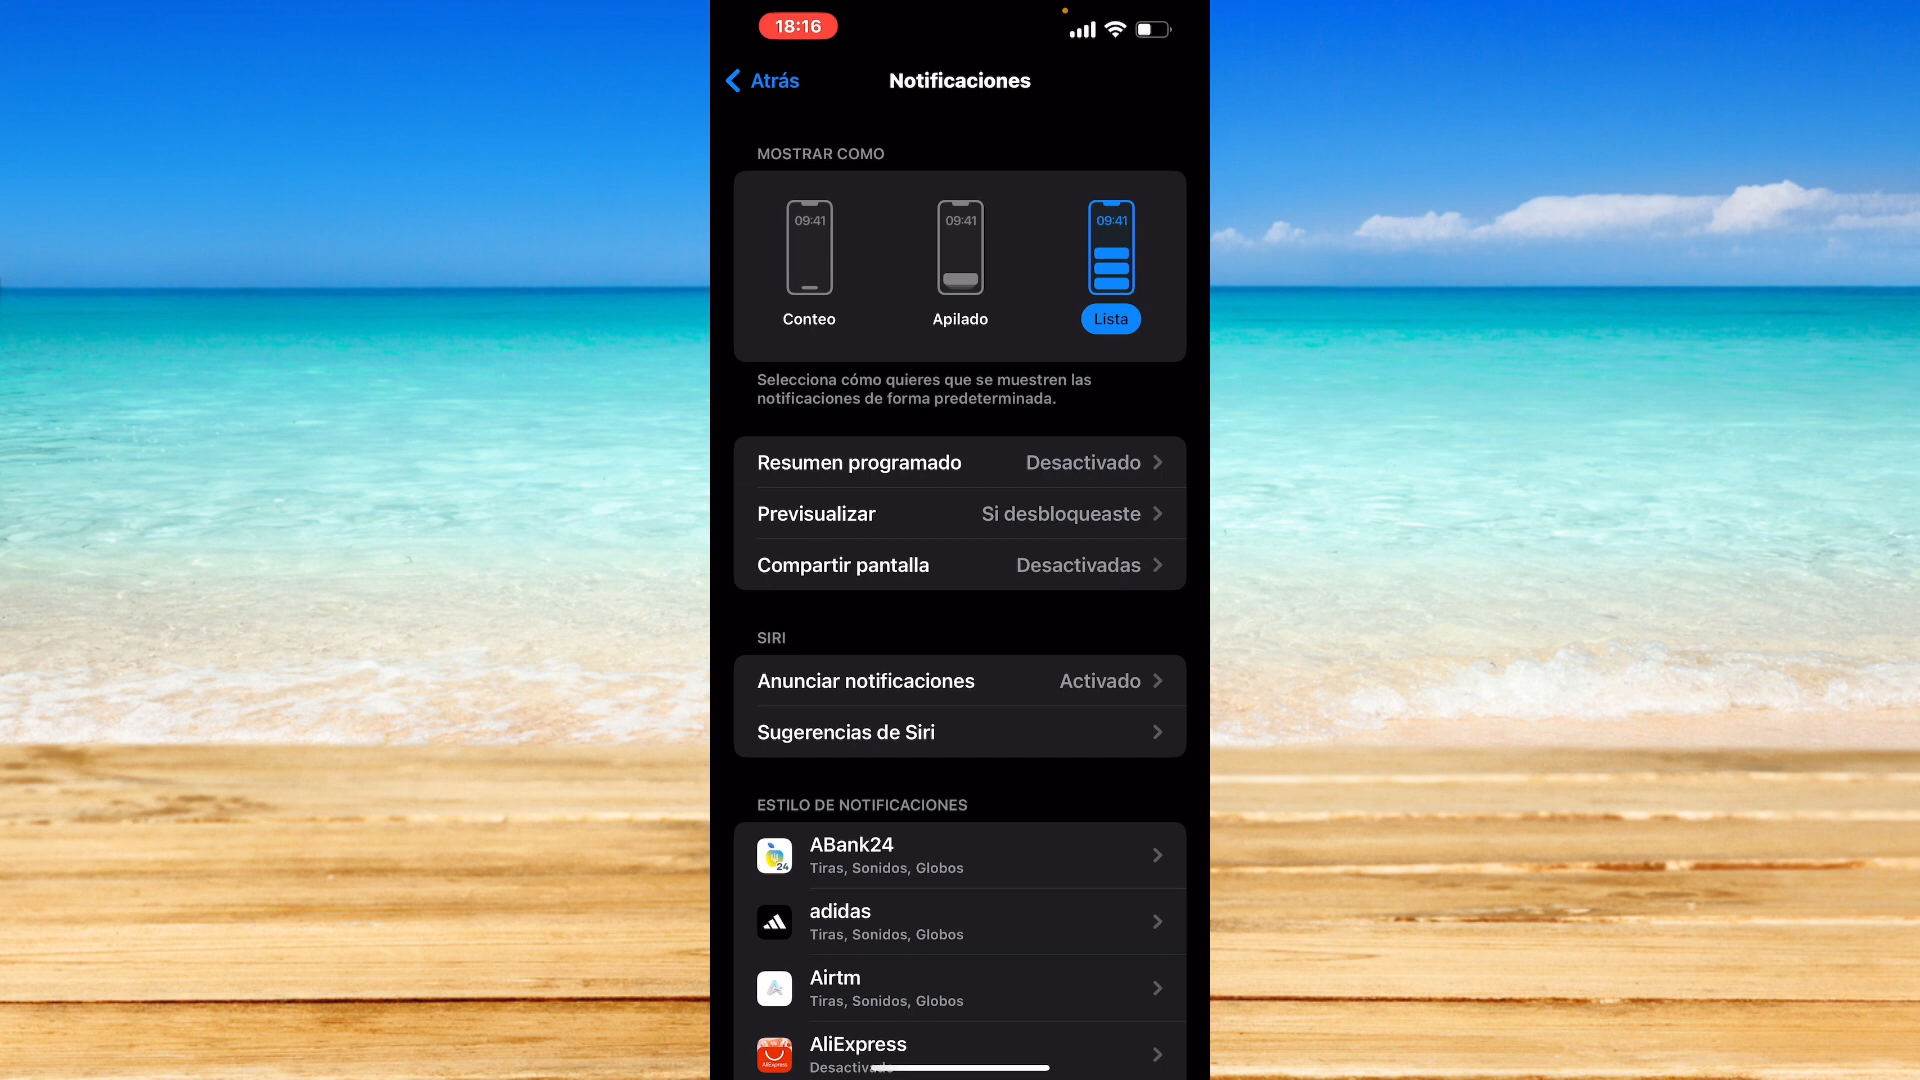 18:16
Atrás
Notificaciones
MOSTRAR COMO
09:41
09:41
09:41
Conteo
Apilado
Lista
Selecciona cómo quieres que se muestren las
notificaciones de forma predeterminada.
Resumen programado Desactivado
Previsualizar Si desbloqueaste
Compartir pantalla Desactivadas
SIRI
Anunciar notificaciones Activado
Sugerencias de Siri
ESTILO DE NOTIFICACIONES
24
ABank24
Tiras, Sonidos, Globos
adidas
Tiras, Sonidos, Globos
Airtm
Tiras, Sonidos, Globos
AliExpress
AliExpress
Desactivado